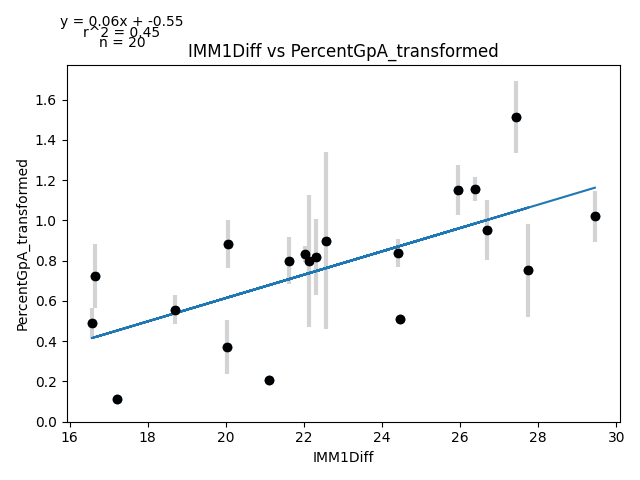 y = 0.06x + -0.55
r^2 = 0.45
n = 20
IMM1Diff vs PercentGpA_transformed
PercentGpA_transformed
1.6
1.4
1.2
1.0
0.8
0.6
0.4
0.2
0.0
16 18 20 22 24 26 28 30
IMM1Diff